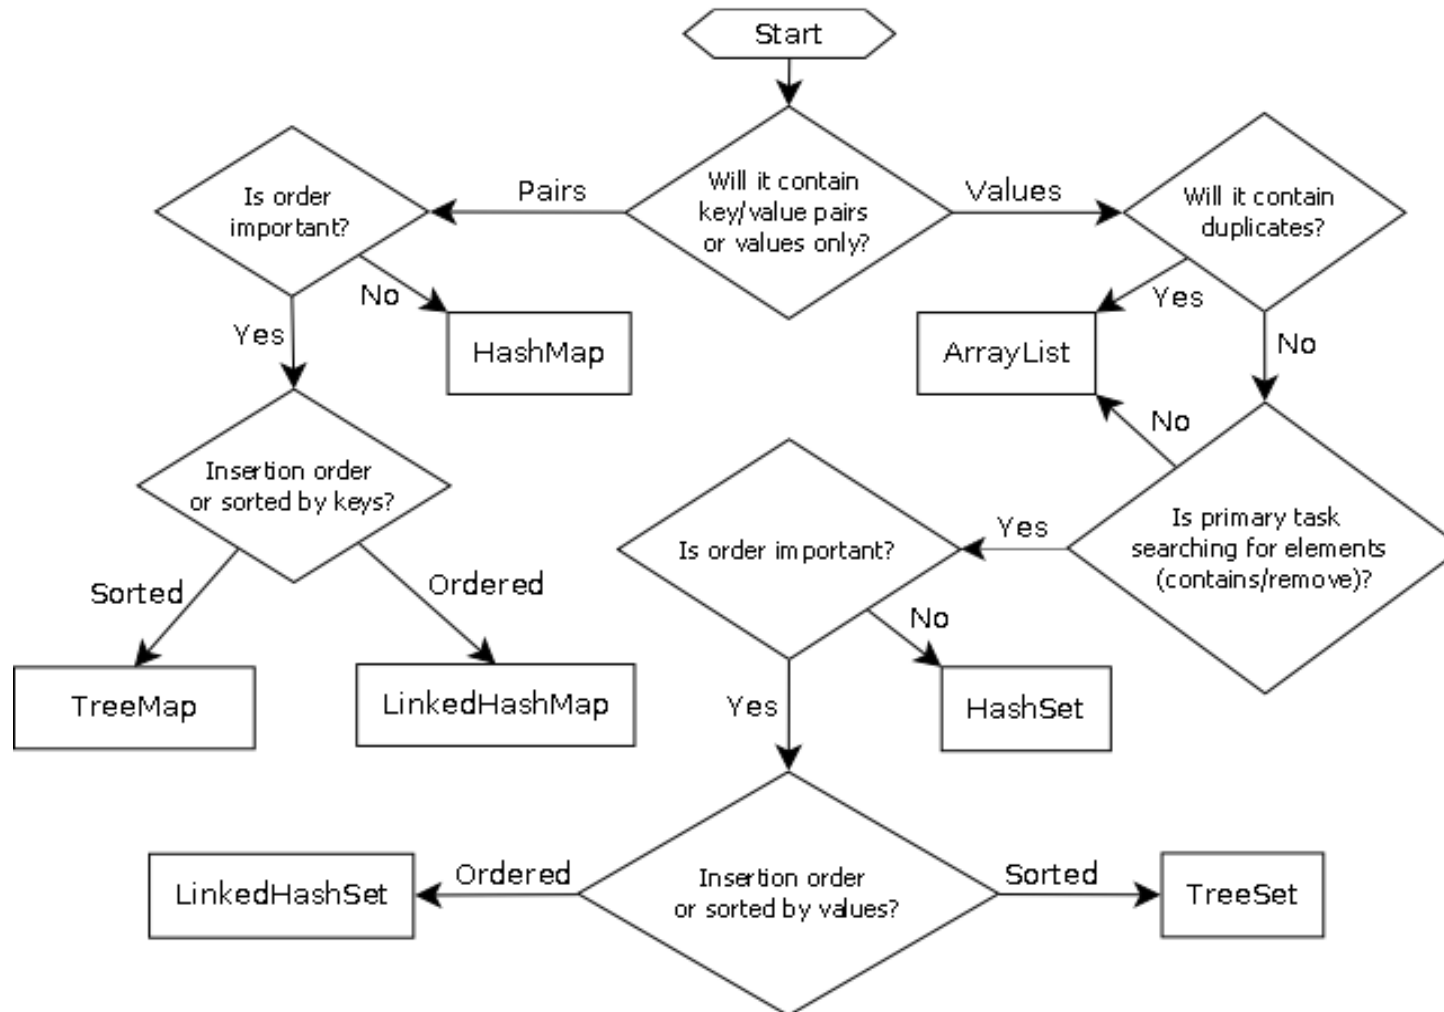 Start
Is order
important?
Pairs
Will it contain
key/value pairs
or values only?
Values
Will it contain
duplicates?
No
Yes
Yes
HashMap
ArrayList
No
No
Insertion order
or sorted by keys?
Is order important?
Yes
Is primary task
searching for elements
(contains/remove)?
Sorted
Ordered
No
TreeMap
LinkedHashMap
Yes
HashSet
LinkedHashSet
Ordered
Insertion order
or sorted by values?
Sorted
TreeSet